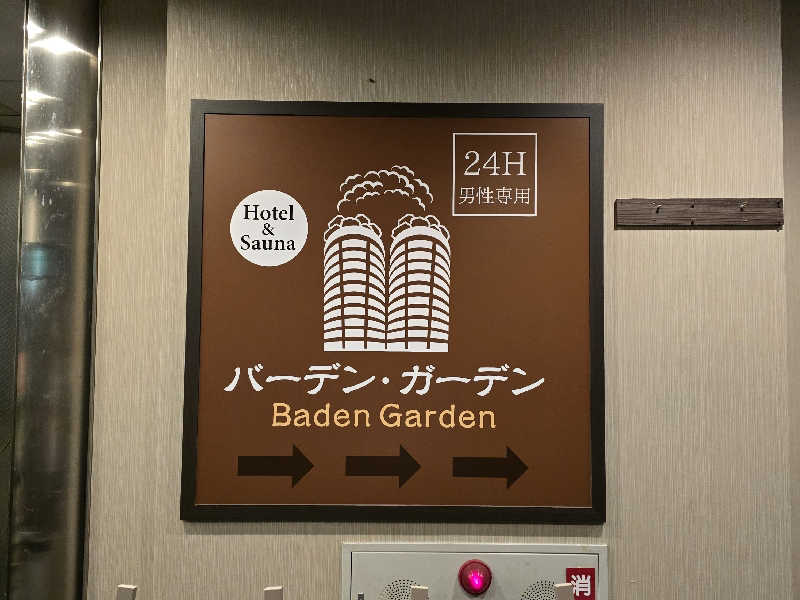 24H
男性専用
Hotel
&
Sauna
バーデン・ガーデン
Baden Garden
消